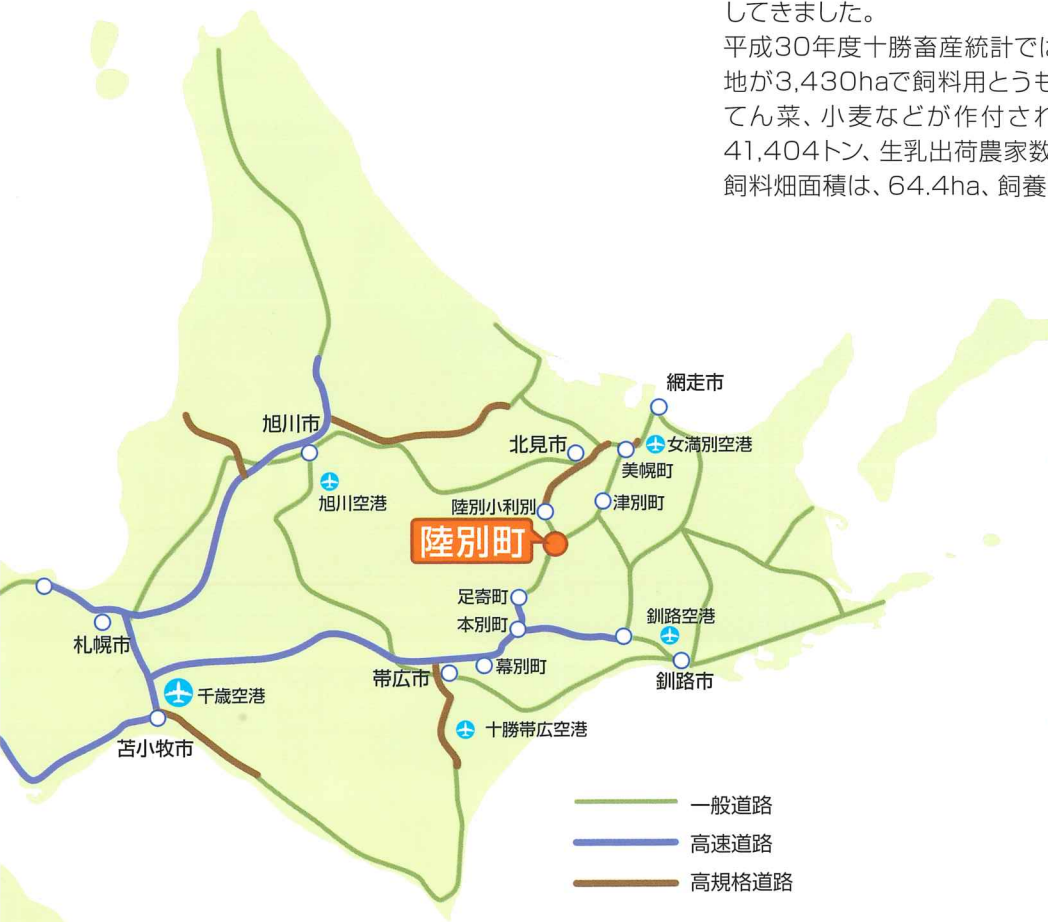 してきました。
平成30年度十勝畜産統計では
地が3,430haで飼料用とうも
てん菜、小麦などが作付され
41,404トン、生乳出荷農家数
飼料畑面積は、64.4ha、飼養
網走市
旭川市
北見市
女満別空港
美幌町
旭川空港
陸別小利別
津別町
陸別町
足寄町
本別町
釧路空港
札幌市
幕別町
帯広市
釧路市
千歳空港
十勝帯広空港
苫小牧市
一般道路
高速道路
高規格道路